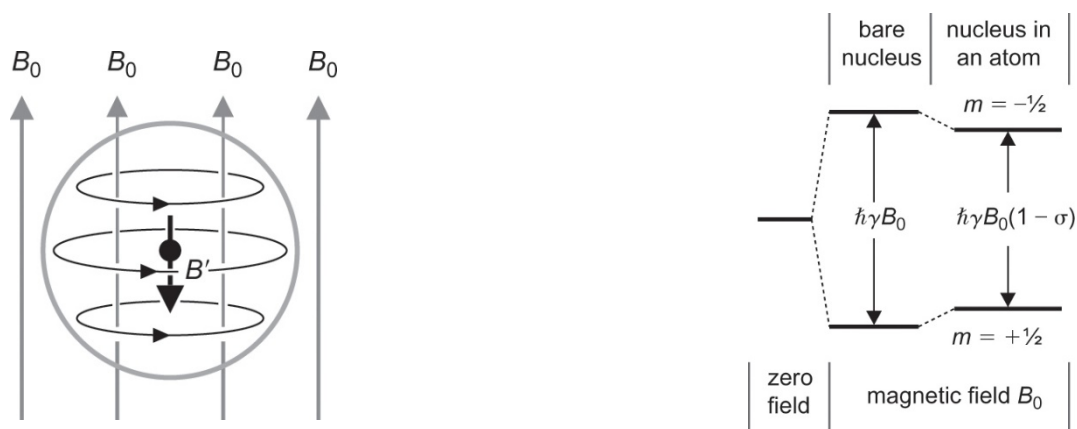 B₀ B₀ B₀ B₀
B′
bare nucleus
nucleus in an atom
m = –½
ℏγB₀
ℏγB₀(1 – σ)
m = +½
zero field
magnetic field B₀